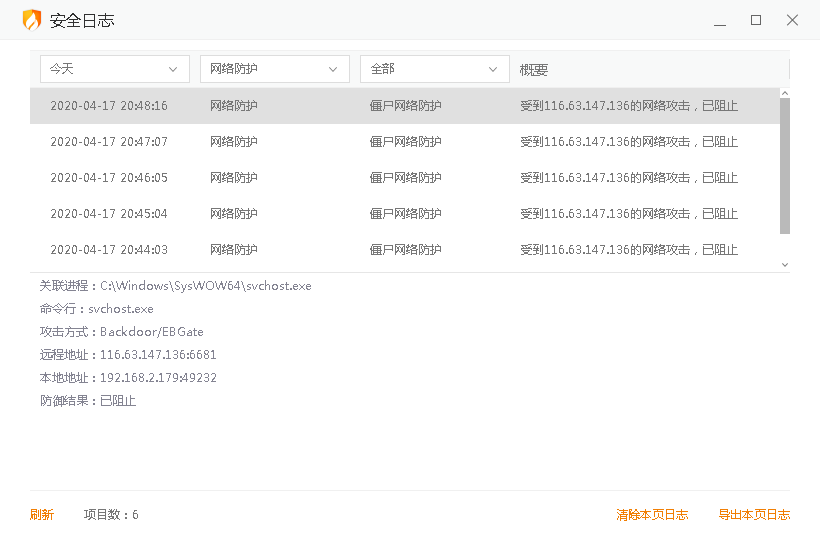 安全日志
今天 网络防护 全部 概要
2020-04-17 20:48:16 网络防护 僵尸网络防护 受到116.63.147.136的网络攻击，已阻止
2020-04-17 20:47:07 网络防护 僵尸网络防护 受到116.63.147.136的网络攻击，已阻止
2020-04-17 20:46:05 网络防护 僵尸网络防护 受到116.63.147.136的网络攻击，已阻止
2020-04-17 20:45:04 网络防护 僵尸网络防护 受到116.63.147.136的网络攻击，已阻止
2020-04-17 20:44:03 网络防护 僵尸网络防护 受到116.63.147.136的网络攻击，已阻止
关联进程：C:\Windows\SysWOW64\svchost.exe
命令行：svchost.exe
攻击方式：Backdoor/EBGate
远程地址：116.63.147.136:6681
本地地址：192.168.2.179:49232
防御结果：已阻止
刷新 项目数：6 清除本页日志 导出本页日志